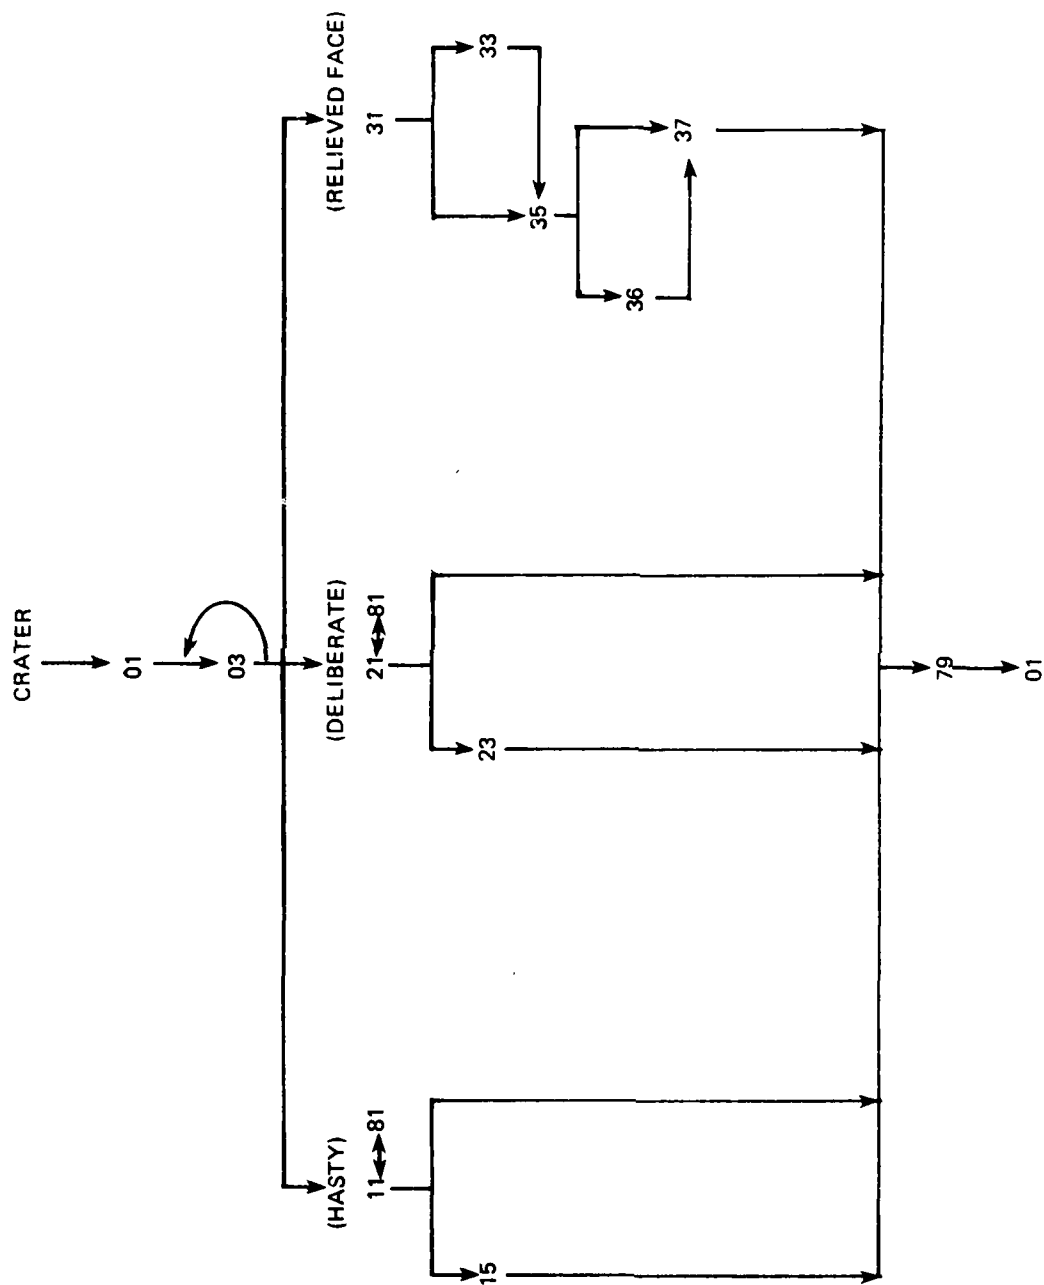 CRATER
01
03
(HASTY) (DELIBERATE) (RELIEVED FACE)
11 81 21 81 31
15 23 33
35
36
37
79
01